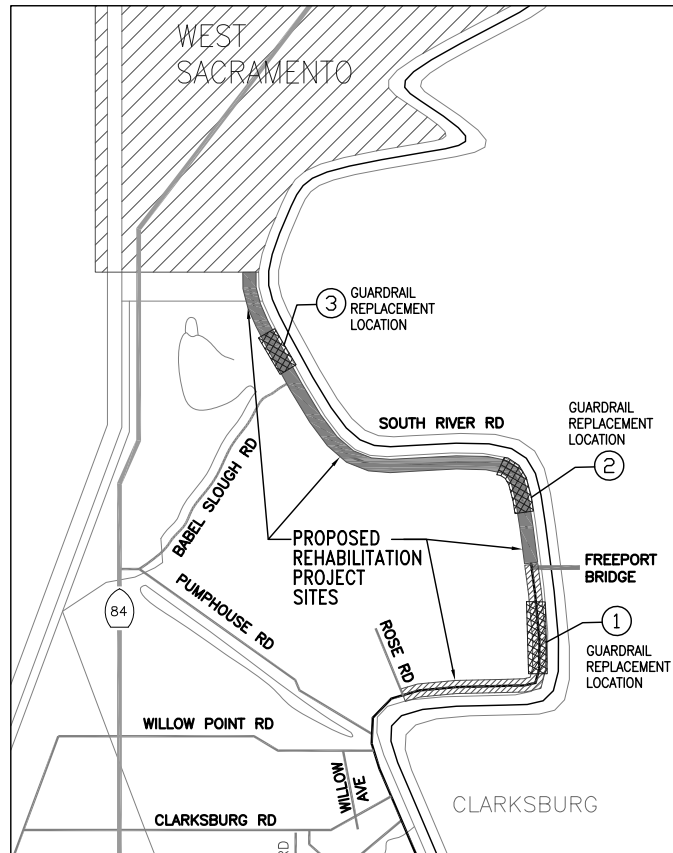 WEST
SACRAMENTO
3
GUARDRAIL
REPLACEMENT
LOCATION
SOUTH RIVER RD
GUARDRAIL
REPLACEMENT
LOCATION
2
BABEL SLOUGH RD
PROPOSED
REHABILITATION
PROJECT
SITES
FREEPORT
BRIDGE
PUMPHOUSE RD
84
1
ROSE RD
GUARDRAIL
REPLACEMENT
LOCATION
WILLOW POINT RD
WILLOW
AVE
CLARKSBURG
CLARKSBURG RD
RD